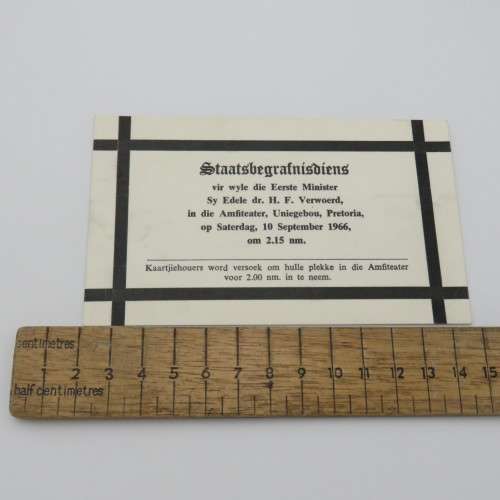 Staatsbegrafnisdiens
vir wyle die Eerste Minister
Sy Edele dr. H. F. Verwoerd,
in die Amfiteater, Uniegebou, Pretoria,
op Saterdag, 10 September 1966,
om 2.15 nm.
Kaartjiehouers word versoek om hulle plekke in die Amfiteater
voor 2.00 nm. in te neem.
centimetres
1 2 3 4 5 6 7 8 9 10 11 12 13 14 15
half centimetres